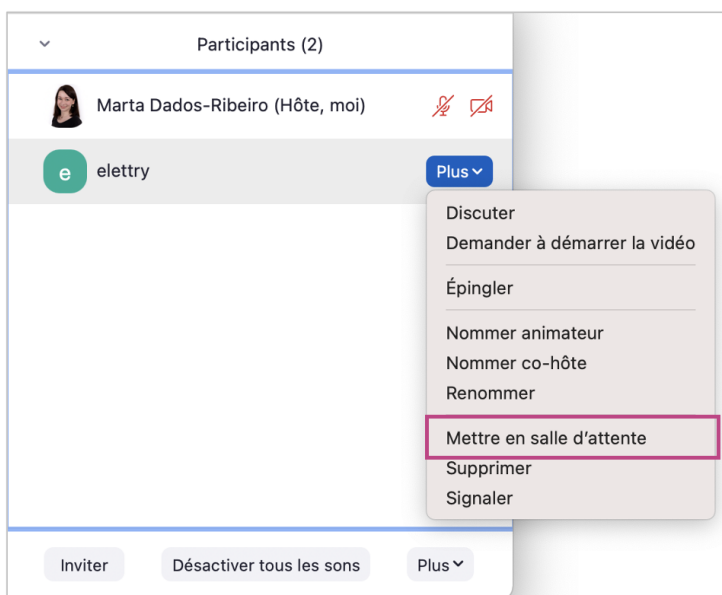 Participants (2)
Marta Dados-Ribeiro (Hôte, moi)
e elettry Plus
Discuter
Demander à démarrer la vidéo
Épingler
Nommer animateur
Nommer co-hôte
Renommer
Mettre en salle d'attente
Supprimer
Signaler
Inviter Désactiver tous les sons Plus